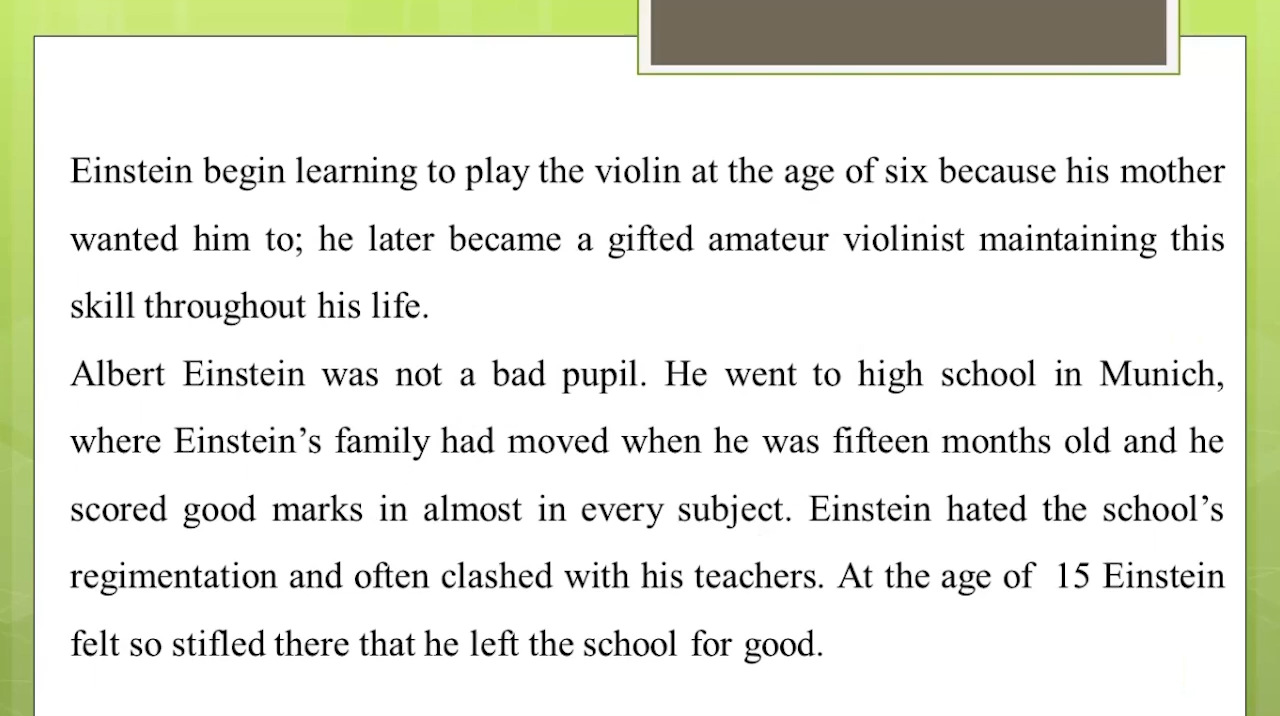 Einstein begin learning to play the violin at the age of six because his mother
wanted him to; he later became a gifted amateur violinist maintaining this
skill throughout his life.
Albert Einstein was not a bad pupil. He went to high school in Munich,
where Einstein’s family had moved when he was fifteen months old and he
scored good marks in almost in every subject. Einstein hated the school’s
regimentation and often clashed with his teachers. At the age of 15 Einstein
felt so stifled there that he left the school for good.